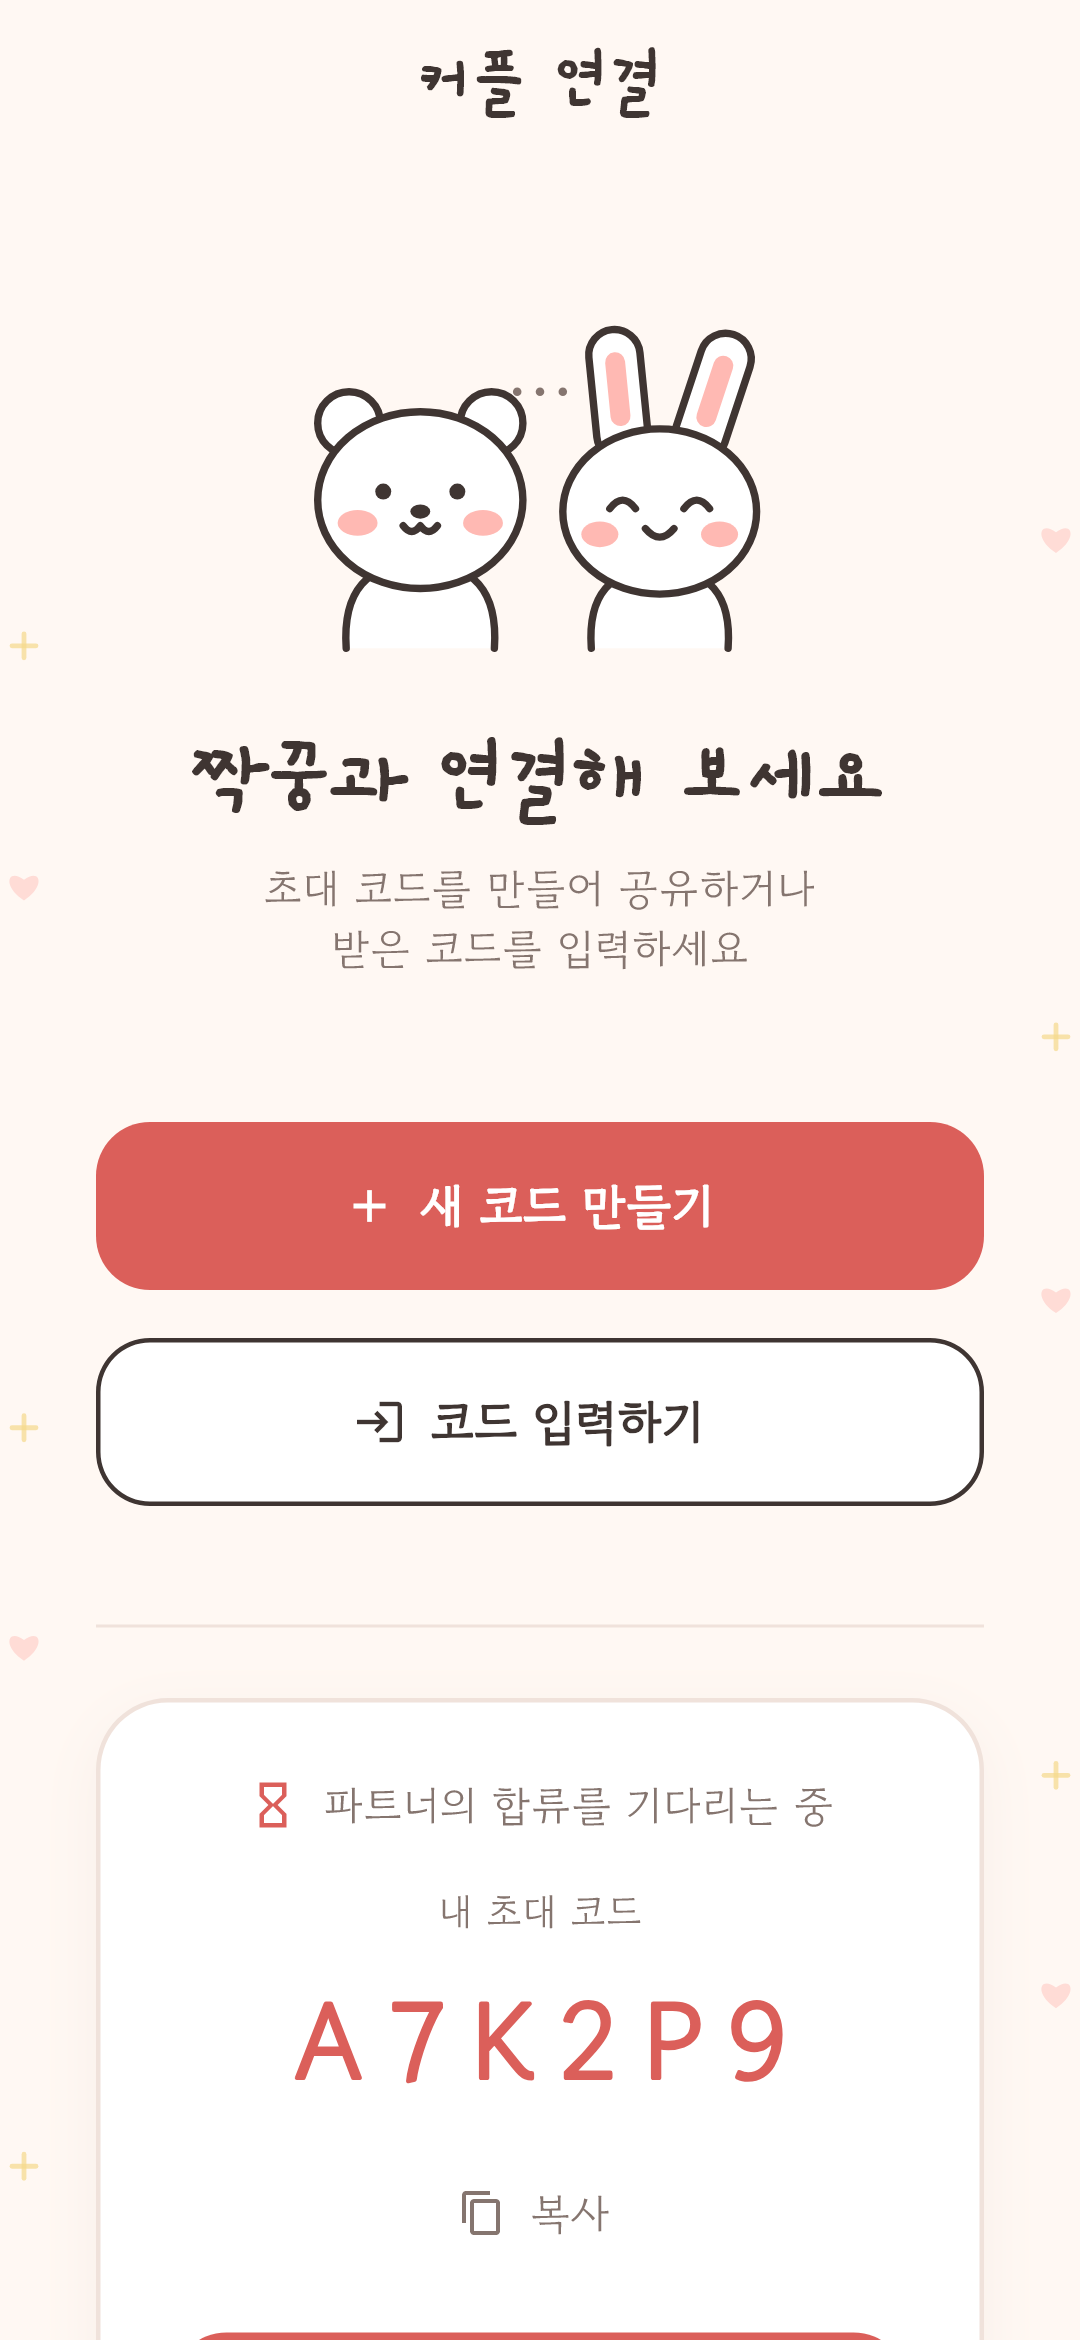 커플 연결
짝꿍과 연결해 보세요
초대 코드를 만들어 공유하거나
받은 코드를 입력하세요
새 코드 만들기
코드 입력하기
파트너의 합류를 기다리는 중
내 초대 코드
A7K2P9
복사